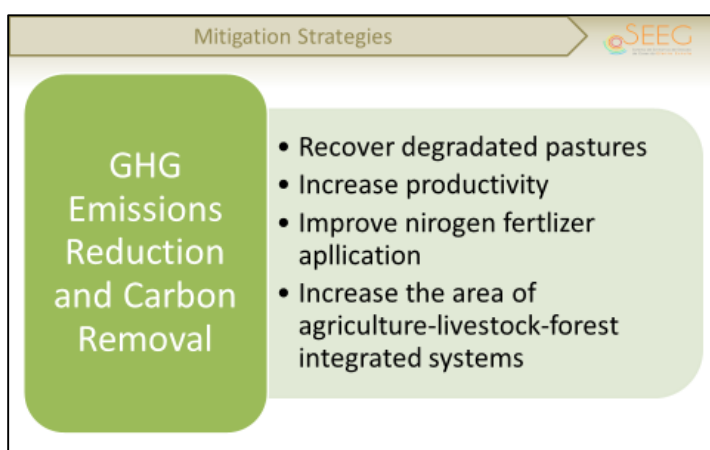 Mitigation Strategies
SEEG
GHG
Emissions
Reduction
and Carbon
Removal
• Recover degradated pastures
• Increase productivity
• Improve nirogen fertlizer
apllication
• Increase the area of
agriculture-livestock-forest
integrated systems